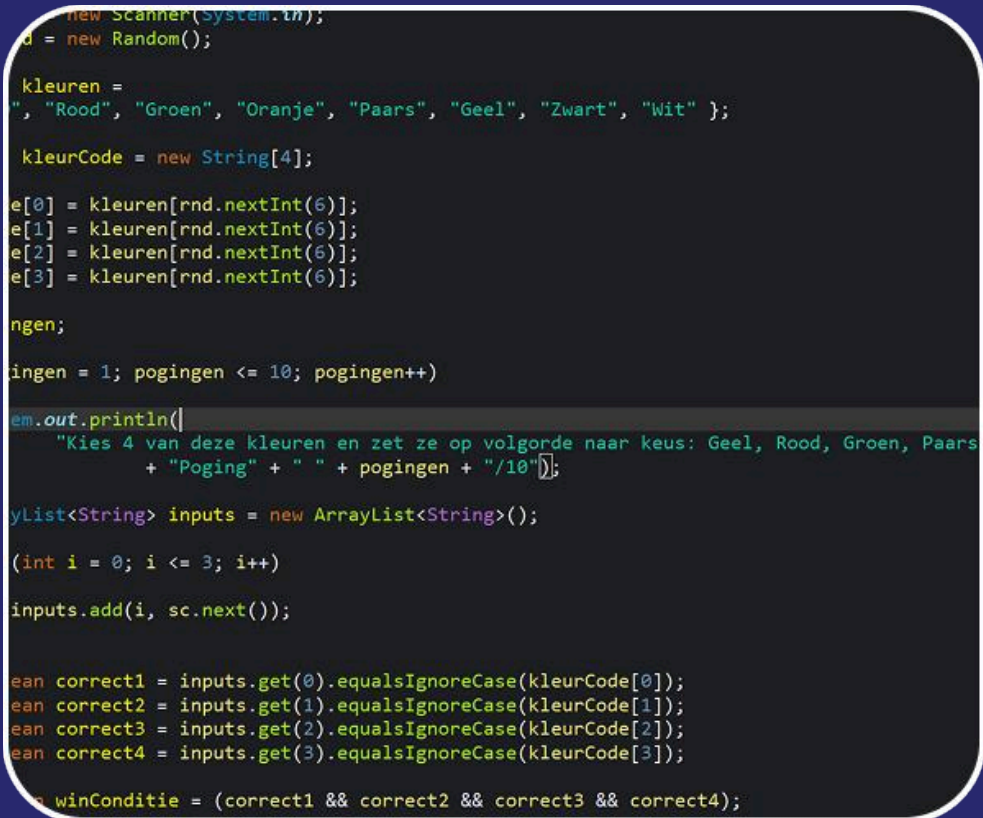 new Scanner(System.in);
d = new Random();
kleuren =
", "Rood", "Groen", "Oranje", "Paars", "Geel", "Zwart", "Wit" };
kleurCode = new String[4];
e[0] = kleuren[rnd.nextInt(6)];
e[1] = kleuren[rnd.nextInt(6)];
e[2] = kleuren[rnd.nextInt(6)];
e[3] = kleuren[rnd.nextInt(6)];
ngen;
ingen = 1; pogingen <= 10; pogingen++)
em.out.println(
"Kies 4 van deze kleuren en zet ze op volgorde naar keus: Geel, Rood, Groen, Paars
+ "Poging" + " " + pogingen + "/10");
yList<String> inputs = new ArrayList<String>();
(int i = 0; i <= 3; i++)
inputs.add(i, sc.next());
ean correct1 = inputs.get(0).equalsIgnoreCase(kleurCode[0]);
ean correct2 = inputs.get(1).equalsIgnoreCase(kleurCode[1]);
ean correct3 = inputs.get(2).equalsIgnoreCase(kleurCode[2]);
ean correct4 = inputs.get(3).equalsIgnoreCase(kleurCode[3]);
n winConditie = (correct1 && correct2 && correct3 && correct4);